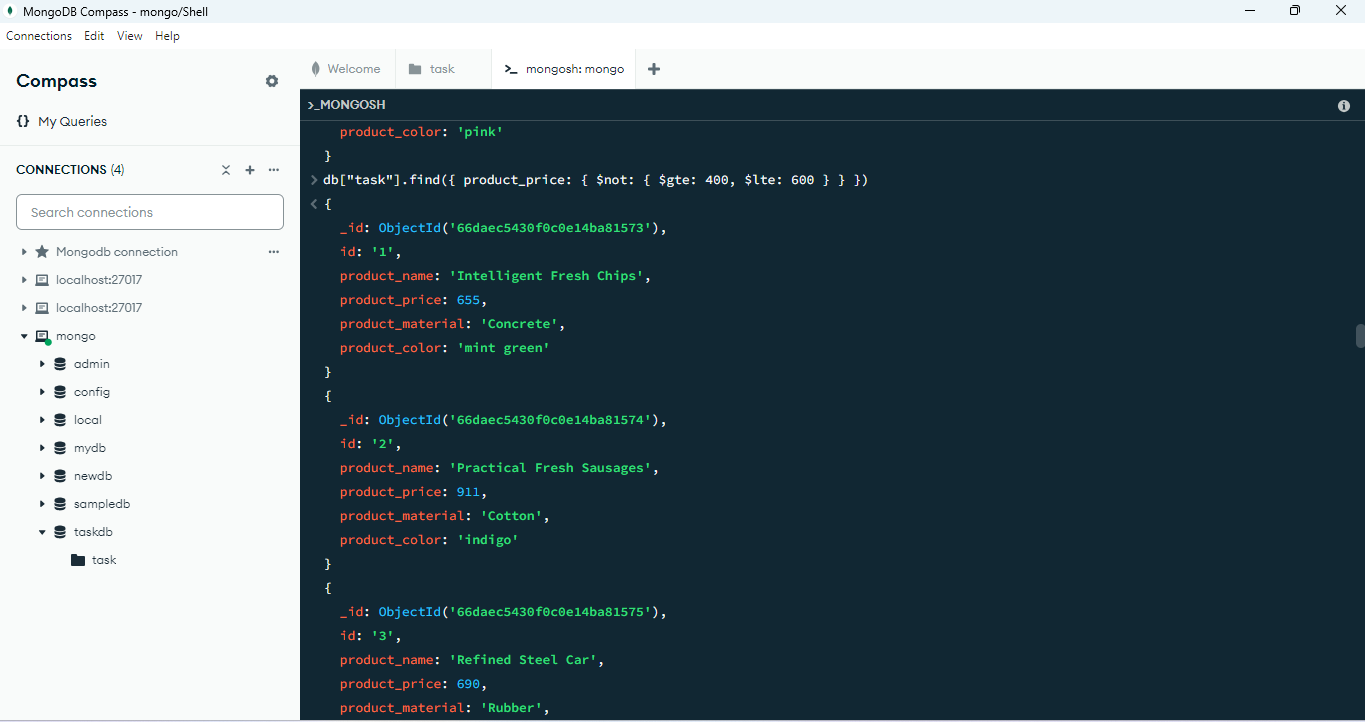 MongoDB Compass - mongo/Shell
Connections Edit View Help
Compass
{} My Queries
CONNECTIONS (4)
Search connections
Mongodb connection
localhost:27017
localhost:27017
mongo
admin
config
local
mydb
newdb
sampledb
taskdb
task
Welcome task >_ mongosh: mongo
>_MONGOSH
product_color: 'pink'
}
> db["task"].find({ product_price: { $not: { $gte: 400, $lte: 600 } } })
< {
_id: ObjectId('66daec5430f0c0e14ba81573'),
id: '1',
product_name: 'Intelligent Fresh Chips',
product_price: 655,
product_material: 'Concrete',
product_color: 'mint green'
}
{
_id: ObjectId('66daec5430f0c0e14ba81574'),
id: '2',
product_name: 'Practical Fresh Sausages',
product_price: 911,
product_material: 'Cotton',
product_color: 'indigo'
}
{
_id: ObjectId('66daec5430f0c0e14ba81575'),
id: '3',
product_name: 'Refined Steel Car',
product_price: 690,
product_material: 'Rubber',